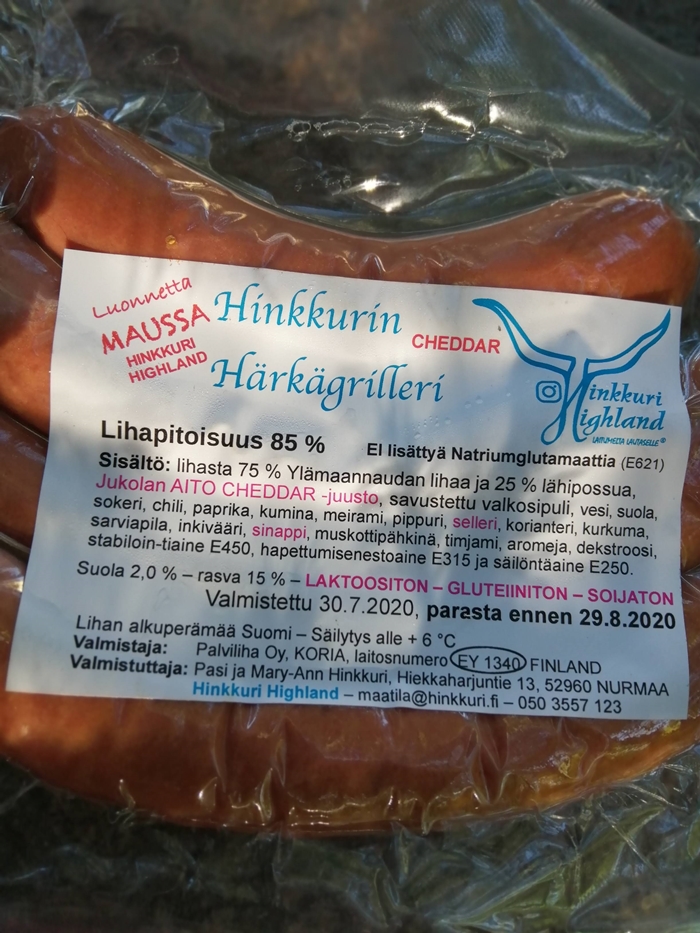 Luonnetta
MAUSSA
HINKKURI
HIGHLAND
Hinkkurin
CHEDDAR
Härkägrilleri
Hinkuri
Highland
LAITUMELTA LAUTASELLE®
Lihapitoisuus 85 %
EI lisättyä Natriumglutamaattia (E621)
Sisältö: lihasta 75 % Ylämaannaudan lihaa ja 25 % lähipossua,
Jukolan AITO CHEDDAR -juusto, savustettu valkosipuli, vesi, suola,
sokeri, chili, paprika, kumina, meirami, pippuri, selleri, korianteri, kurkuma,
sarviapila, inkivääri, sinappi, muskottipähkinä, timjami, aromeja, dekstroosi,
stabiloin-tiaine E450, hapettumisenestoaine E315 ja säilöntäaine E250.
Suola 2,0 % – rasva 15 % – LAKTOOSITON – GLUTEIINITON – SOIJATON
Valmistettu 30.7.2020, parasta ennen 29.8.2020
Lihan alkuperämaa Suomi – Säilytys alle + 6 °C
Valmistaja: Palviliha Oy, KORIA, laitosnumero EY 1340 FINLAND
Valmistuttaja: Pasi ja Mary-Ann Hinkkuri, Hiekkaharjuntie 13, 52960 NURMAA
Hinkkuri Highland – maatila@hinkkuri.fi – 050 3557 123